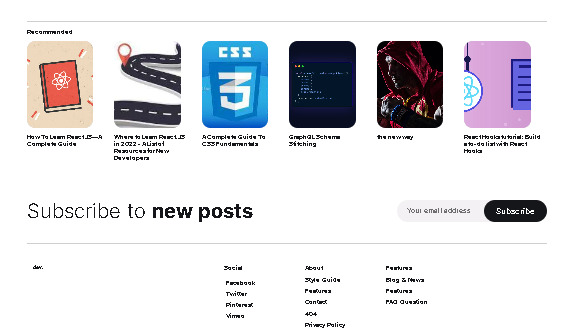 Recommended
CSS
3
How To Learn React.JS—A
Complete Guide
Where to Learn React.JS
in 2022 - A List of
Resources for New
Developers
A Complete Guide To
CSS Fundamentals
GraphQL Schema
Stitching
the new way
React Hooks tutorial: Build
a to-do list with React
Hooks
Subscribe to new posts
Your email address
Subscribe
dev.
Social
Facebook
Twitter
Pinterest
Vimeo
About
Style Guide
Features
Contact
404
Privacy Policy
Features
Blog & News
Features
FAQ Question